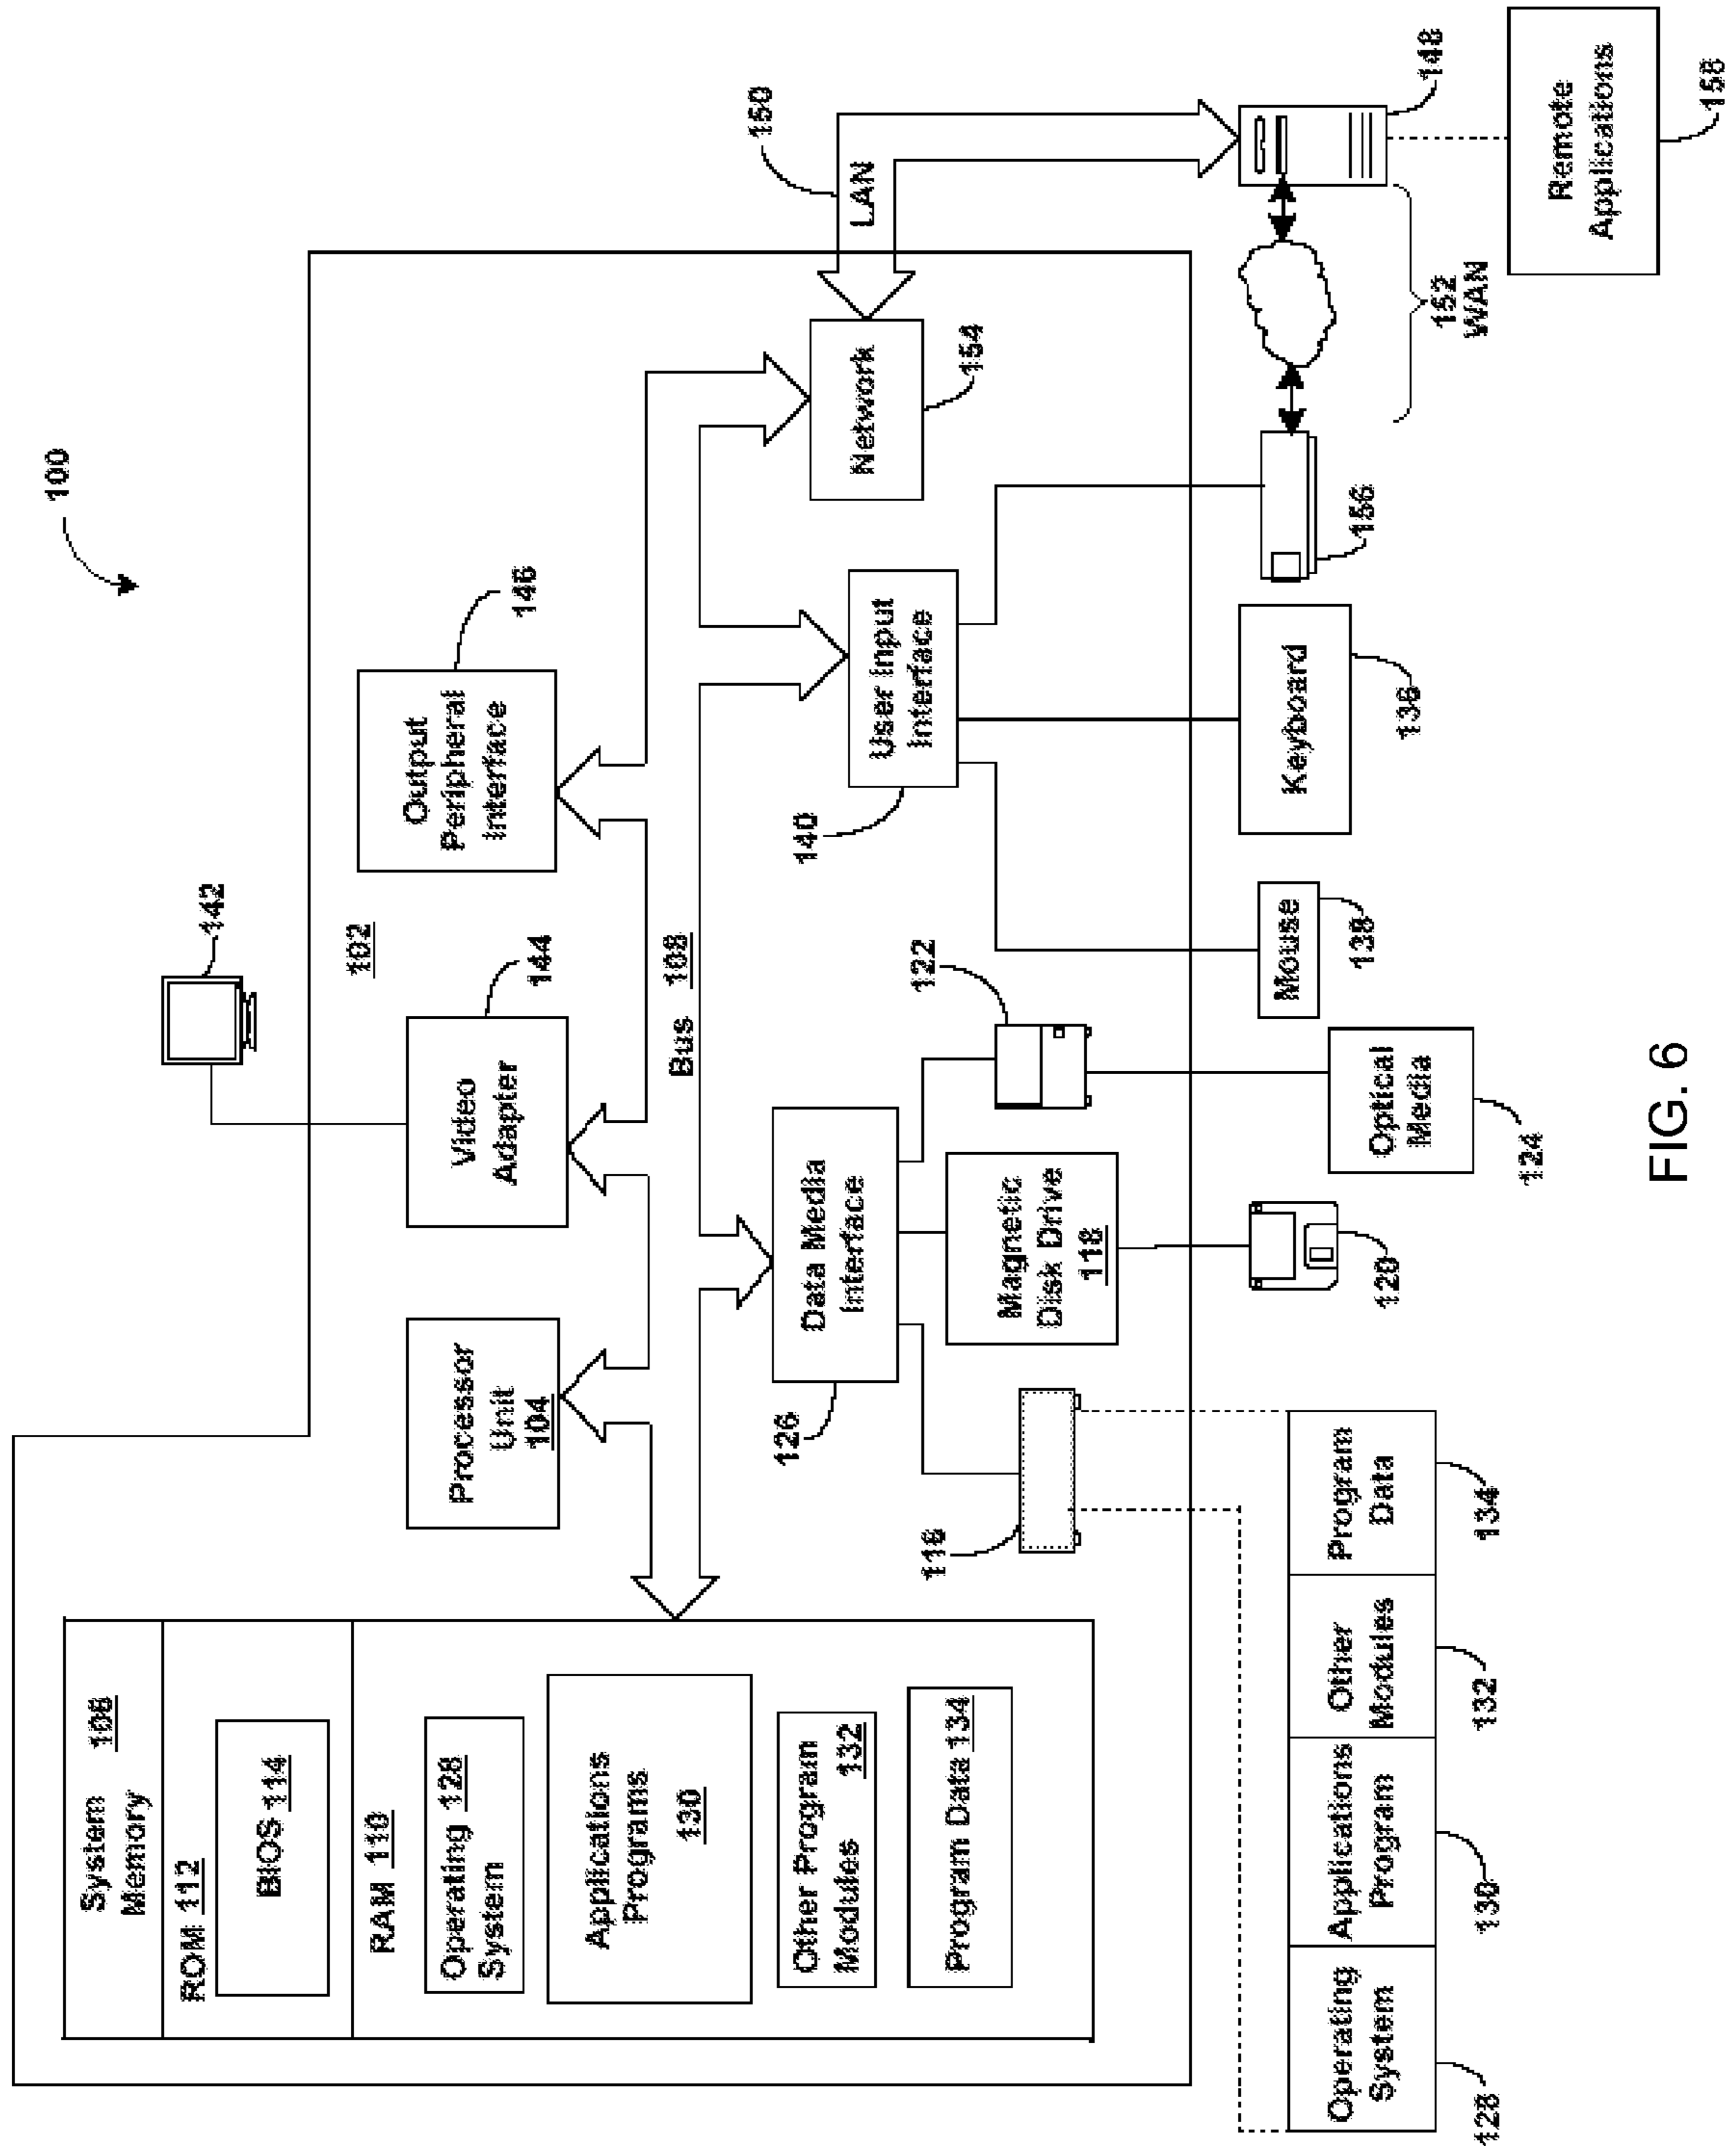 100
142
System
Memory
106
ROM 112
BIOS 114
RAM 110
Operating 128
System
Applications
Programs
130
Other Program
Modules 132
Program Data 134
Processor
Unit
104
Video
Adapter
144
102
Output
Peripheral
Interface
146
Bus 108
150
LAN
Data Media
Interface
126
User Input
Interface
140
Network
154
116
Magnetic
Disk Drive
118
122
148
120
Optical
Media
124
Mouse
138
Keyboard
136
156
152
WAN
Remote
Applications
158
Operating
System
128
Applications
Program
130
Other
Modules
132
Program
Data
134
FIG. 6